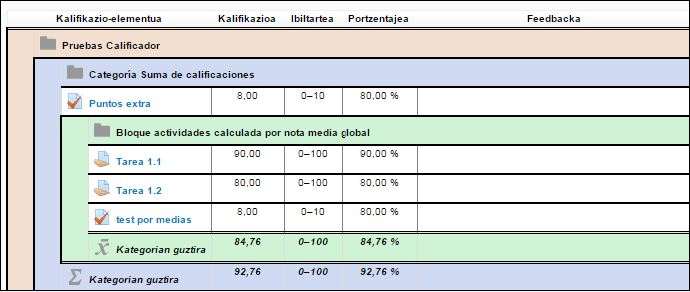 Kalifikazio-elementua Kalifikazioa Ibiltartea Portzentajea Feedbacka
Pruebas Calificador
Categoría Suma de calificaciones
Puntos extra 8,00 0–10 80,00 %
Bloque actividades calculada por nota media global
Tarea 1.1 90,00 0–100 90,00 %
Tarea 1.2 80,00 0–100 80,00 %
test por medias 8,00 0–10 80,00 %
x̄ Kategorian guztira 84,76 0–100 84,76 %
Σ Kategorian guztira 92,76 0–100 92,76 %